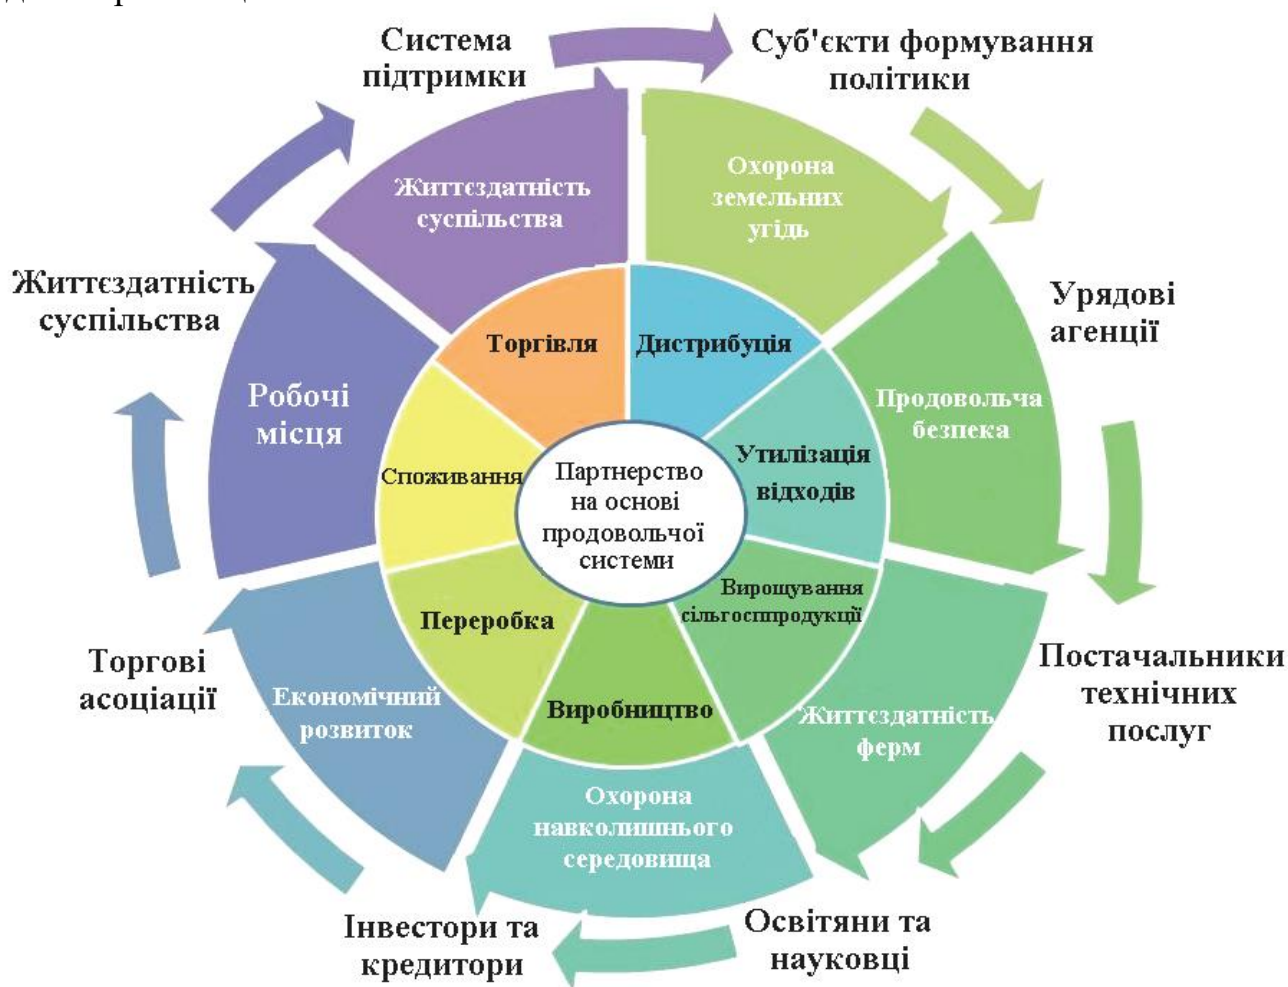 Система
підтримки
Суб'єкти формування
політики
Життєздатність
суспільства
Охорона
земельних
угідь
Життєздатність
суспільства
Урядові
агенції
Торгівля
Дистрибуція
Робочі
місця
Продовольча
безпека
Споживання
Партнерство
на основі
продовольчої
системи
Утилізація
відходів
Вирощування
сільгосппродукції
Переробка
Виробництво
Торгові
асоціації
Економічний
розвиток
Життєздатність
ферм
Постачальники
технічних
послуг
Охорона
навколишнього
середовища
Інвестори та
кредитори
Освітяни та
науковці